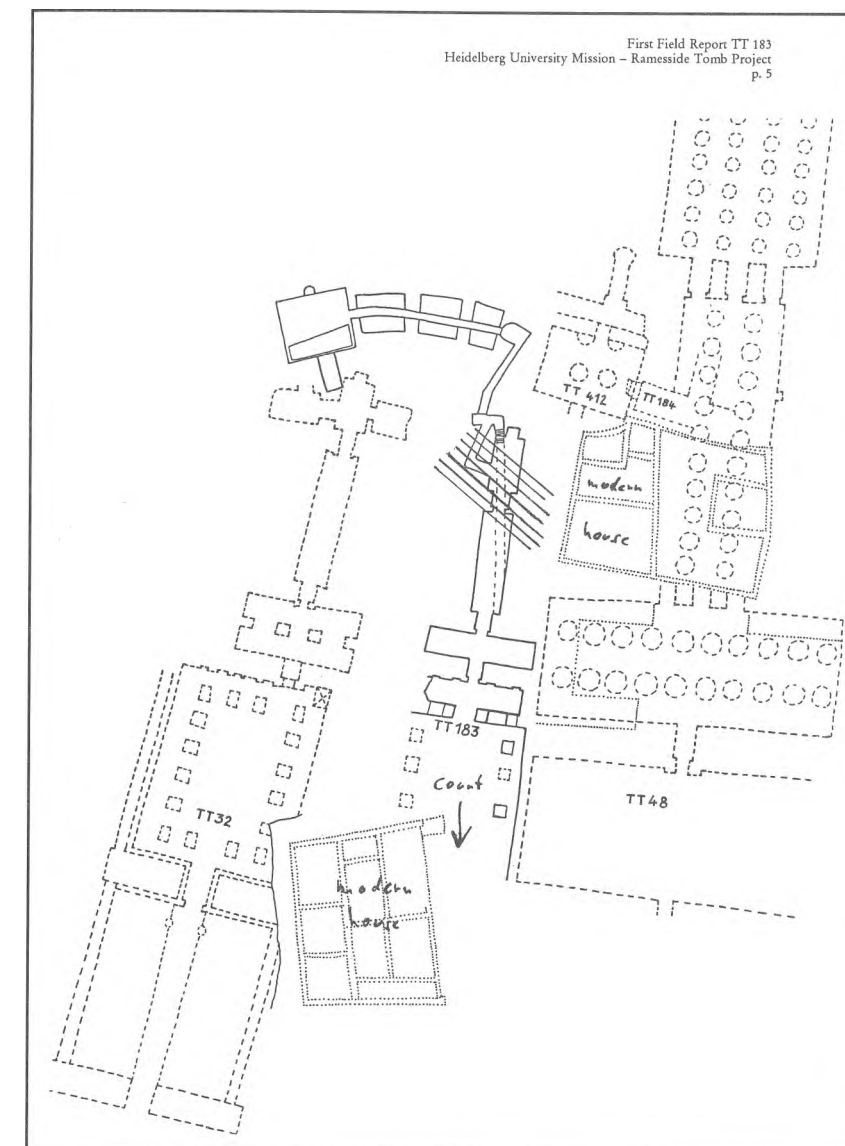 First Field Report TT 183
Heidelberg University Mission – Ramesside Tomb Project
p. 5
TT 412
TT 184
modern
house
TT 183
Court
TT32
TT48
modern
house